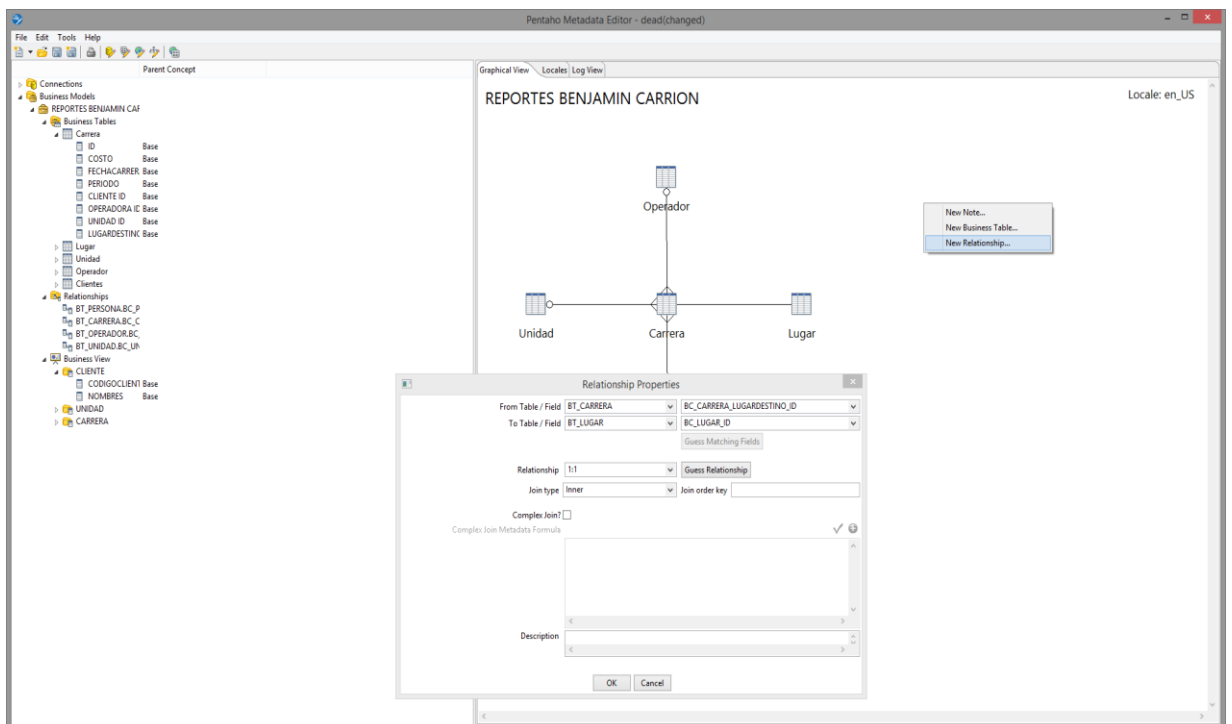 Pentaho Metadata Editor - dead(changed)
File Edit Tools Help
Parent Concept
Connections
Business Models
REPORTES BENJAMIN CAF
Business Tables
Carrera
ID Base
COSTO Base
FECHACARRER. Base
PERIODO Base
CLIENTE ID Base
OPERADORA IC Base
UNIDAD ID Base
LUGARDESTINC Base
Lugar
Unidad
Operador
Clientes
Relationships
BT_PERSONA.BC_P
BT_CARRERA.BC_C
BT_OPERADOR.BC_
BT_UNIDAD.BC_UN
Business View
CLIENTE
CODIGOCLIENT Base
NOMBRES Base
UNIDAD
CARRERA
Graphical View Locales Log View
REPORTES BENJAMIN CARRION
Locale: en_US
Operador
Unidad
Carrera
Lugar
New Note...
New Business Table...
New Relationship...
Relationship Properties
From Table / Field BT_CARRERA BC_CARRERA_LUGARDESTINO_ID
To Table / Field BT_LUGAR BC_LUGAR_ID
Guess Matching Fields
Relationship 1:1 Guess Relationship
Join type Inner Join order key
Complex Join?
Complex Join Metadata Formula
Description
OK Cancel